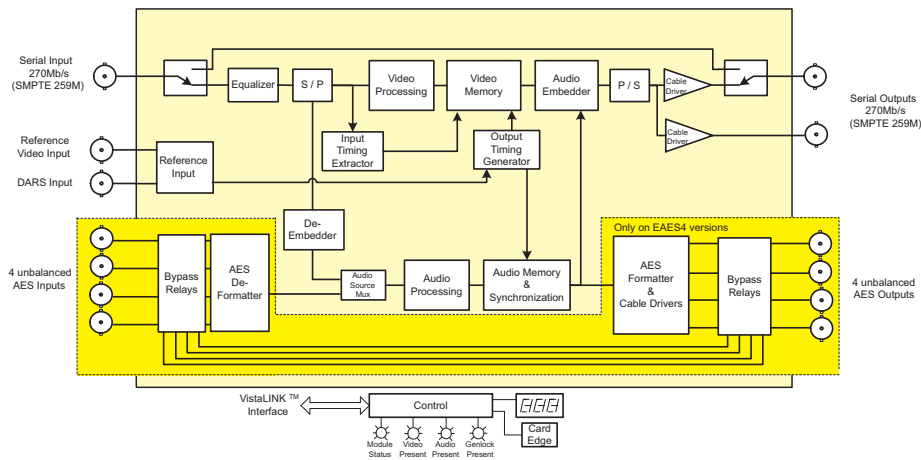 Serial Input
270Mb/s
(SMPTE 259M)
Equalizer
S / P
Video
Processing
Video
Memory
Audio
Embedder
P / S
Cable
Driver
Cable
Driver
Serial Outputs
270Mb/s
(SMPTE 259M)
Input
Timing
Extractor
Output
Timing
Generator
Reference
Video Input
DARS Input
Reference
Input
De-
Embedder
Only on EAES4 versions
4 unbalanced
AES Inputs
Bypass
Relays
AES
De-
Formatter
Audio
Source
Mux
Audio
Processing
Audio Memory
&
Synchronization
AES
Formatter
&
Cable Drivers
Bypass
Relays
4 unbalanced
AES Outputs
VistaLINK ™
Interface
Control
Card
Edge
Module
Status
Video
Present
Audio
Present
Genlock
Present